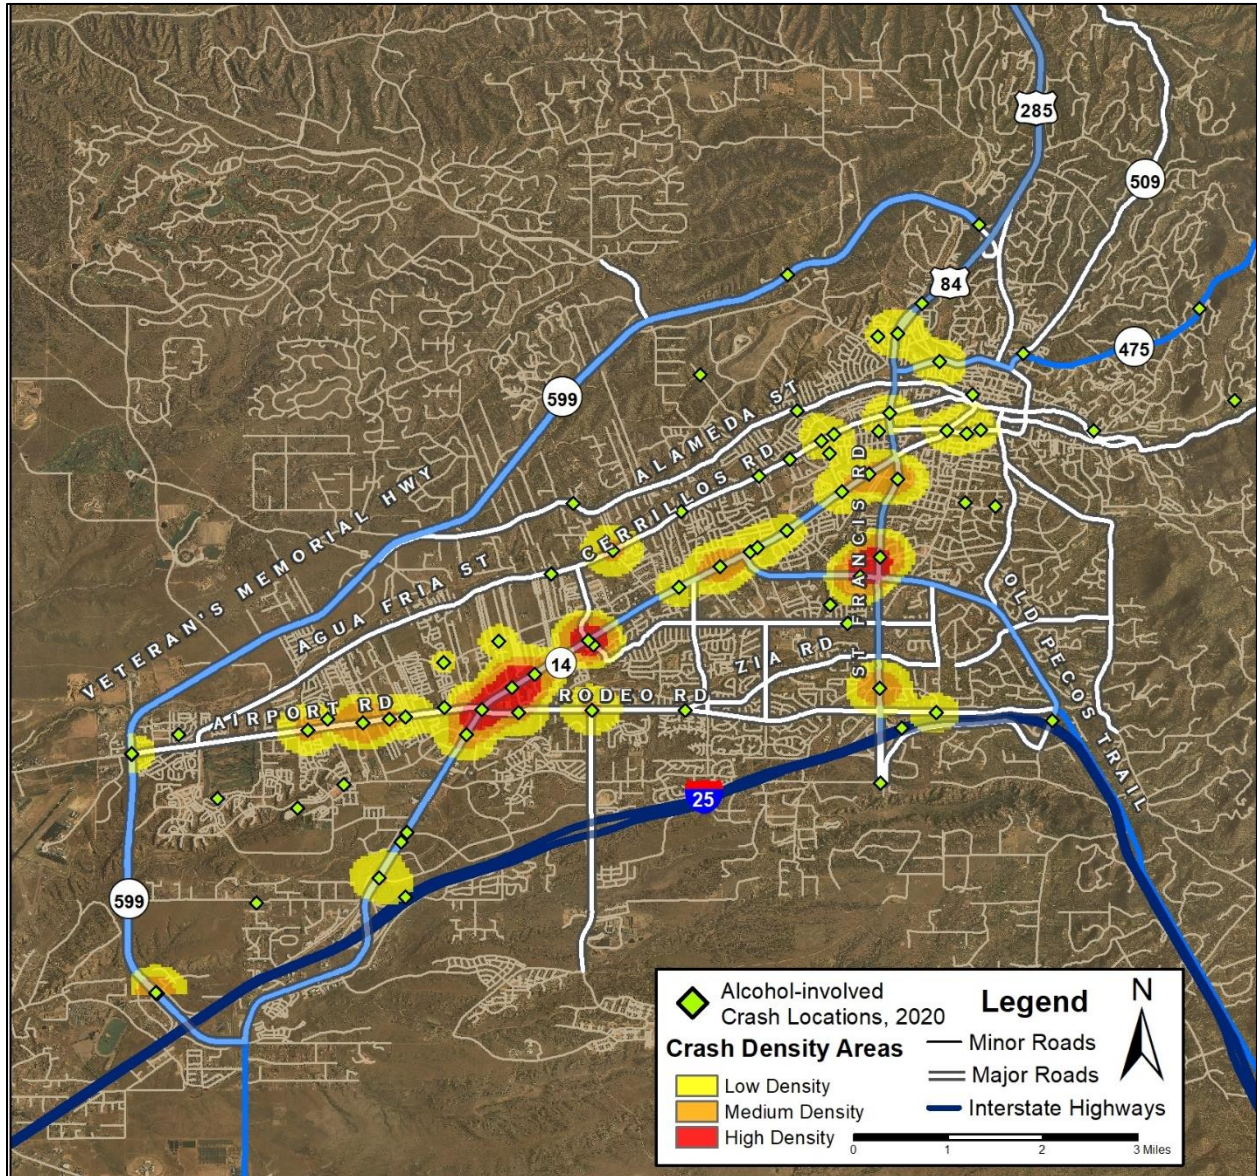 285
509
84
475
599
ALAMEDA ST
VETERAN'S MEMORIAL HWY
CERRILLOS RD
AGUA FRIA ST
ST FRANCIS RD
OLD PECOS TRAIL
14
ZIA RD
RODEO RD
AIRPORT RD
25
599
Alcohol-involved
Crash Locations, 2020
Crash Density Areas
Low Density
Medium Density
High Density
Legend
Minor Roads
Major Roads
Interstate Highways
N
0 1 2 3 Miles